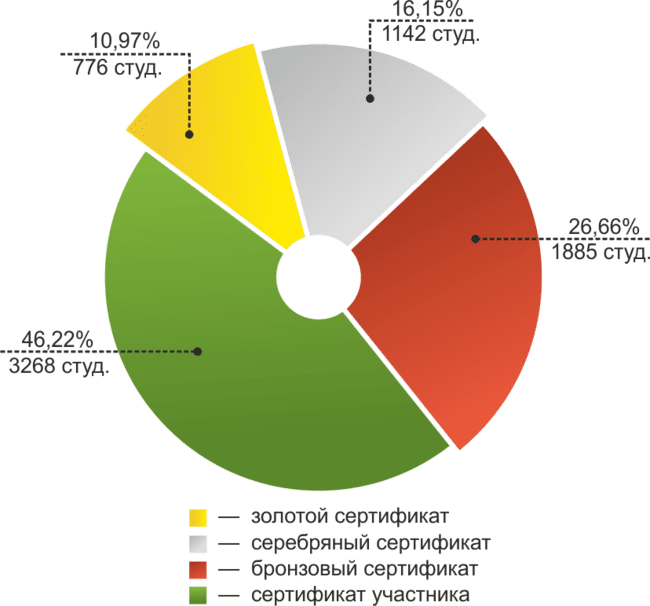 16,15%
1142 студ.
10,97%
776 студ.
26,66%
1885 студ.
46,22%
3268 студ.
— золотой сертификат
— серебряный сертификат
— бронзовый сертификат
— сертификат участника